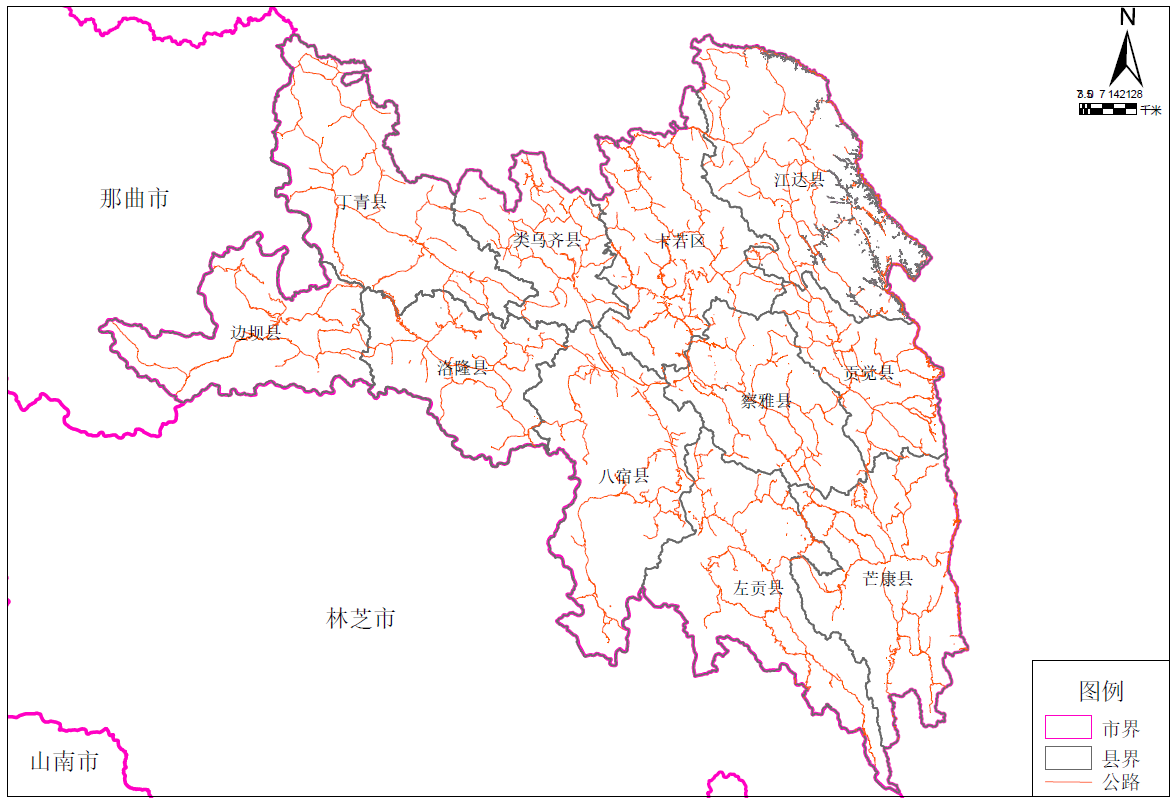 N
7 142128
千米
江达县
那曲市
丁青县
类乌齐县
卡若区
边坝县
洛隆县
贡觉县
察雅县
八宿县
芒康县
左贡县
林芝市
图例
市界
县界
公路
山南市